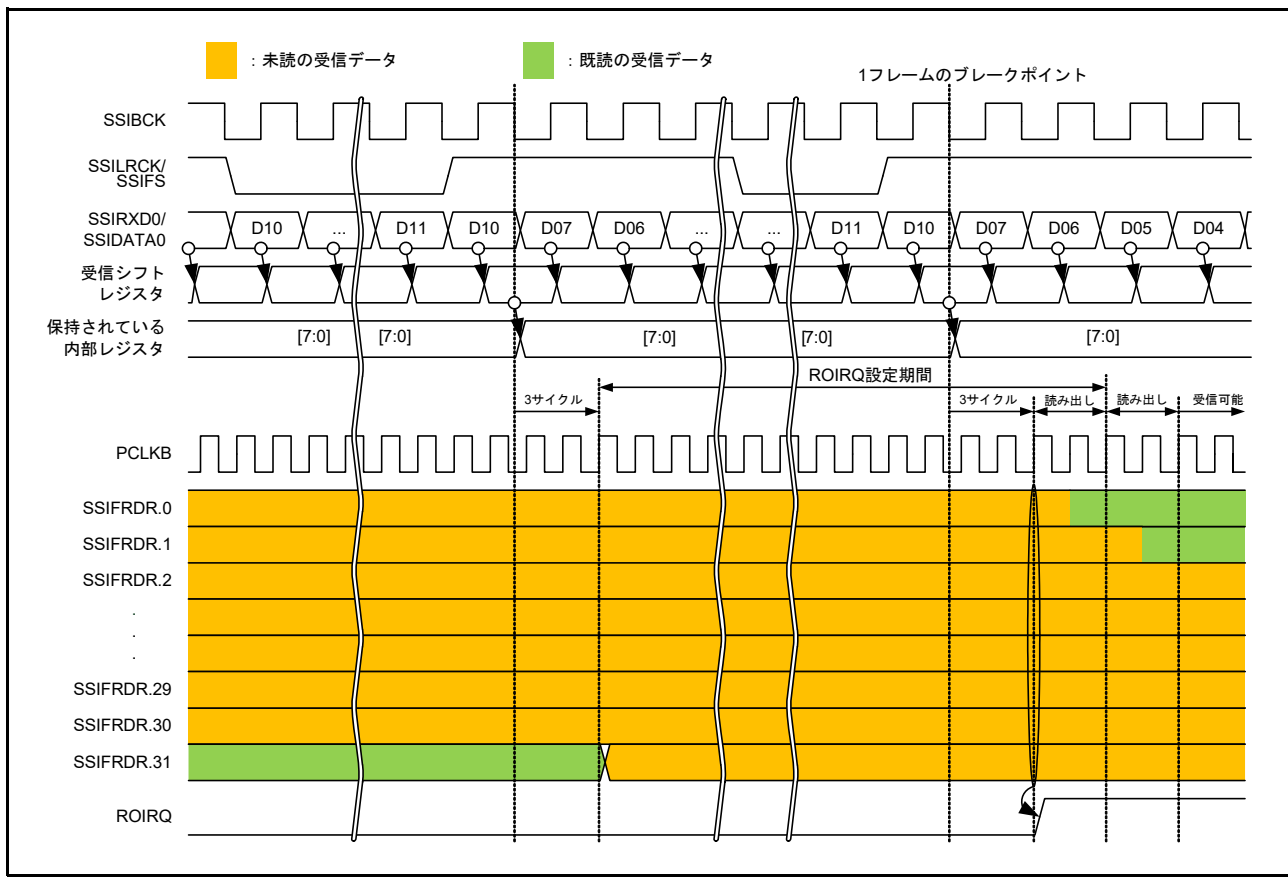 ：未読の受信データ
：既読の受信データ
1フレームのブレークポイント
SSIBCK
SSILRCK/
SSIFS
SSIRXD0/
SSIDATA0
D10
...
D11
D10
D07
D06
...
...
D11
D10
D07
D06
D05
D04
受信シフト
レジスタ
保持されている
内部レジスタ
[7:0]
[7:0]
[7:0]
[7:0]
[7:0]
ROIRQ設定期間
3サイクル
3サイクル
読み出し
読み出し
受信可能
PCLKB
SSIFRDR.0
SSIFRDR.1
SSIFRDR.2
.
.
.
SSIFRDR.29
SSIFRDR.30
SSIFRDR.31
ROIRQ